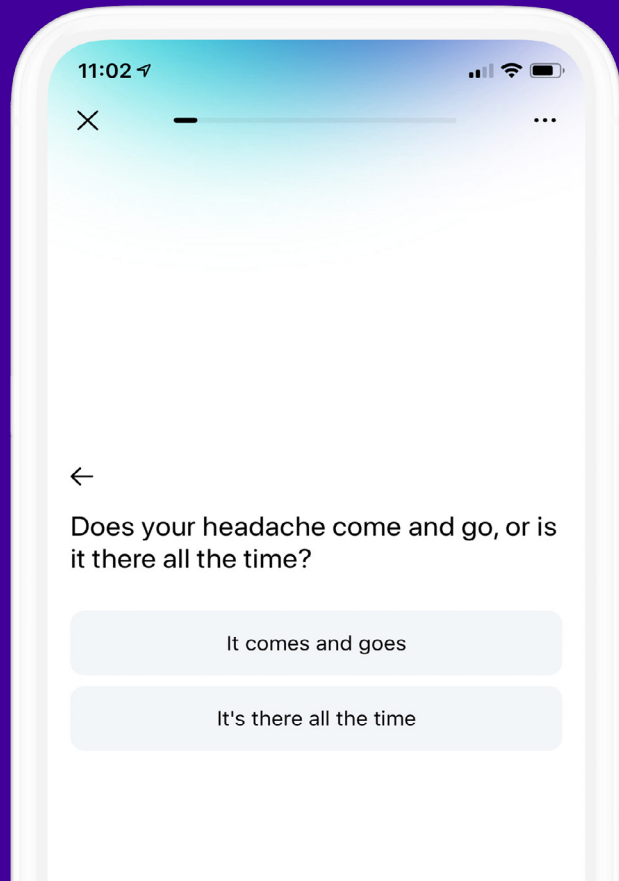 11:02
Does your headache come and go, or is
it there all the time?
It comes and goes
It's there all the time